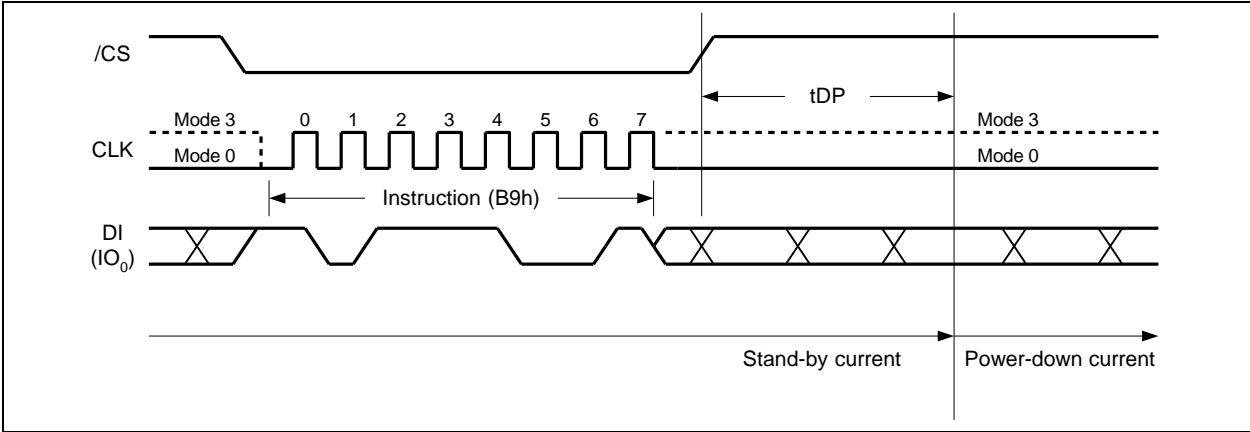 /CS
tDP
Mode 3 0 1 2 3 4 5 6 7 Mode 3
CLK
Mode 0 Mode 0
Instruction (B9h)
DI
(IO₀)
Stand-by current Power-down current